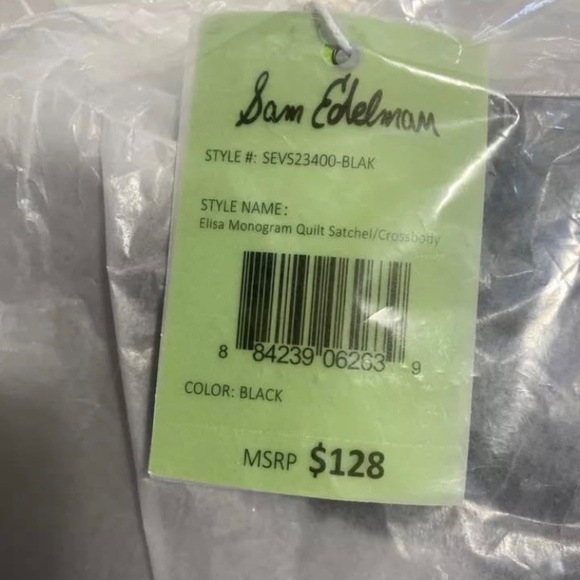 Sam Edelman
STYLE #: SEVS23400-BLAK
STYLE NAME:
Elisa Monogram Quilt Satchel/Crossbody
8 84239 06263 9
COLOR: BLACK
MSRP $128